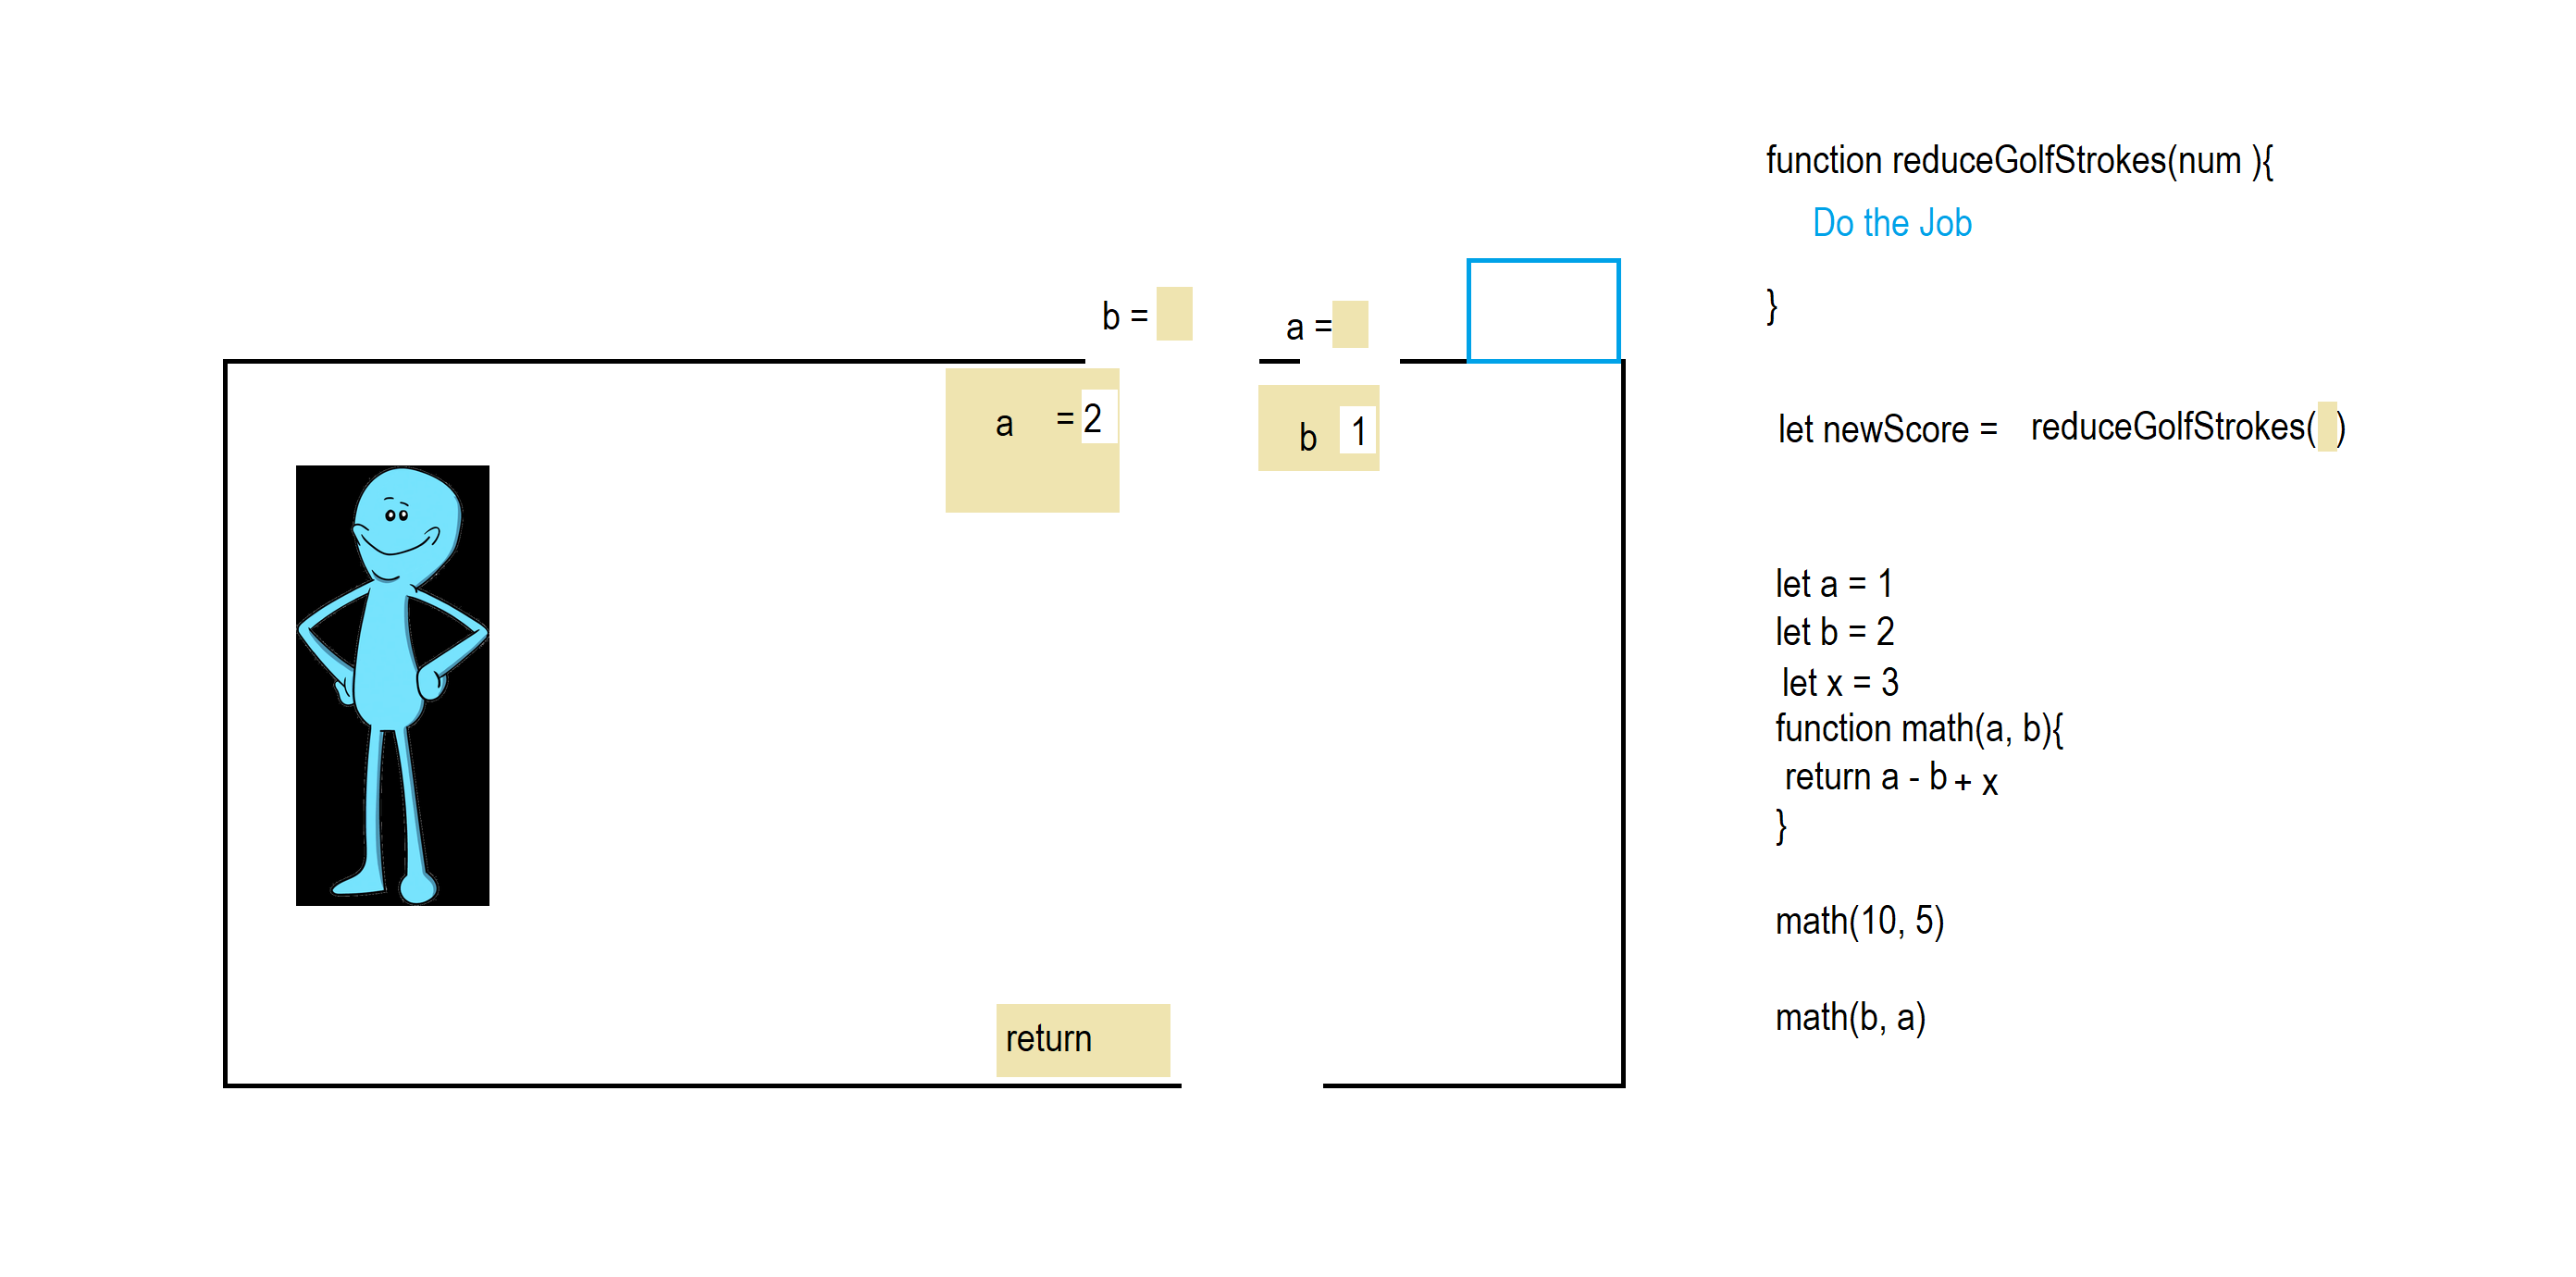 function reduceGolfStrokes(num ){
Do the Job
}
b =
a =
a = 2
b 1
let newScore = reduceGolfStrokes( )
let a = 1
let b = 2
let x = 3
function math(a, b){
return a - b + x
}
math(10, 5)
math(b, a)
return